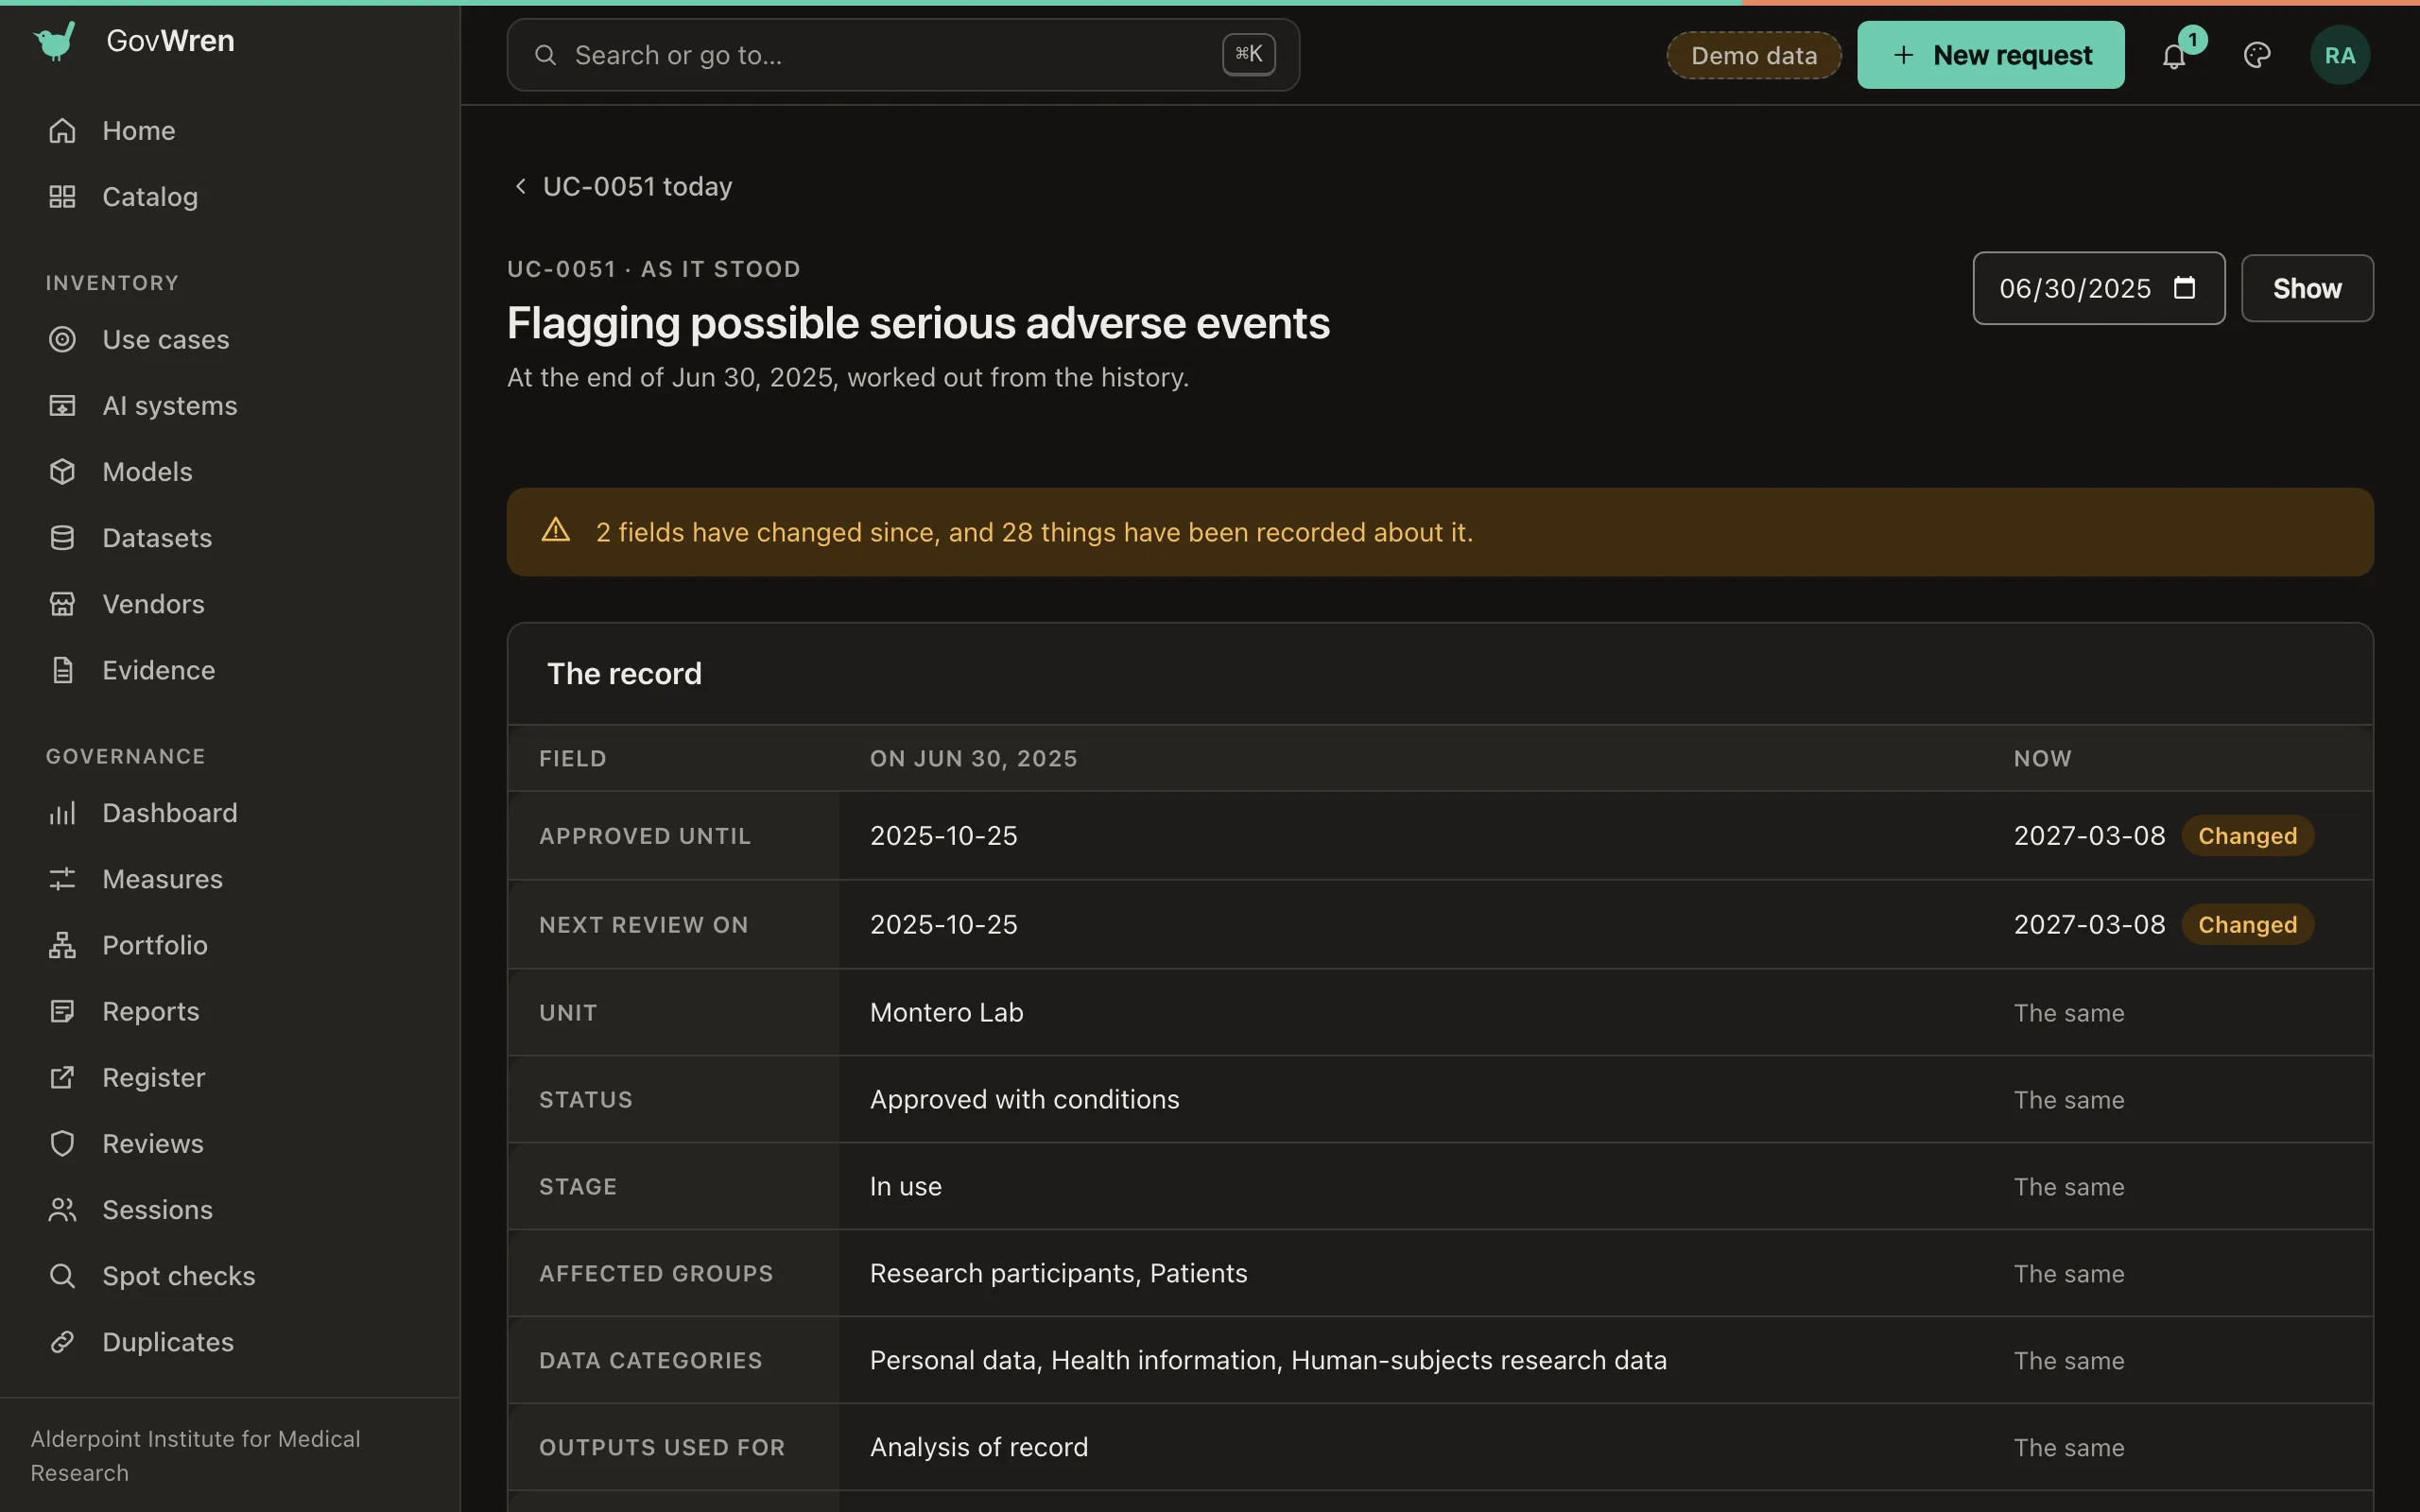 GovWren
Search or go to...
⌘K
Demo data
+ New request
1
RA
Home
Catalog
INVENTORY
Use cases
AI systems
Models
Datasets
Vendors
Evidence
GOVERNANCE
Dashboard
Measures
Portfolio
Reports
Register
Reviews
Sessions
Spot checks
Duplicates
Alderpoint Institute for Medical
Research
UC-0051 today
UC-0051 · AS IT STOOD
Flagging possible serious adverse events
At the end of Jun 30, 2025, worked out from the history.
06/30/2025
Show
2 fields have changed since, and 28 things have been recorded about it.
The record
FIELD ON JUN 30, 2025 NOW
APPROVED UNTIL 2025-10-25 2027-03-08 Changed
NEXT REVIEW ON 2025-10-25 2027-03-08 Changed
UNIT Montero Lab The same
STATUS Approved with conditions The same
STAGE In use The same
AFFECTED GROUPS Research participants, Patients The same
DATA CATEGORIES Personal data, Health information, Human-subjects research data The same
OUTPUTS USED FOR Analysis of record The same